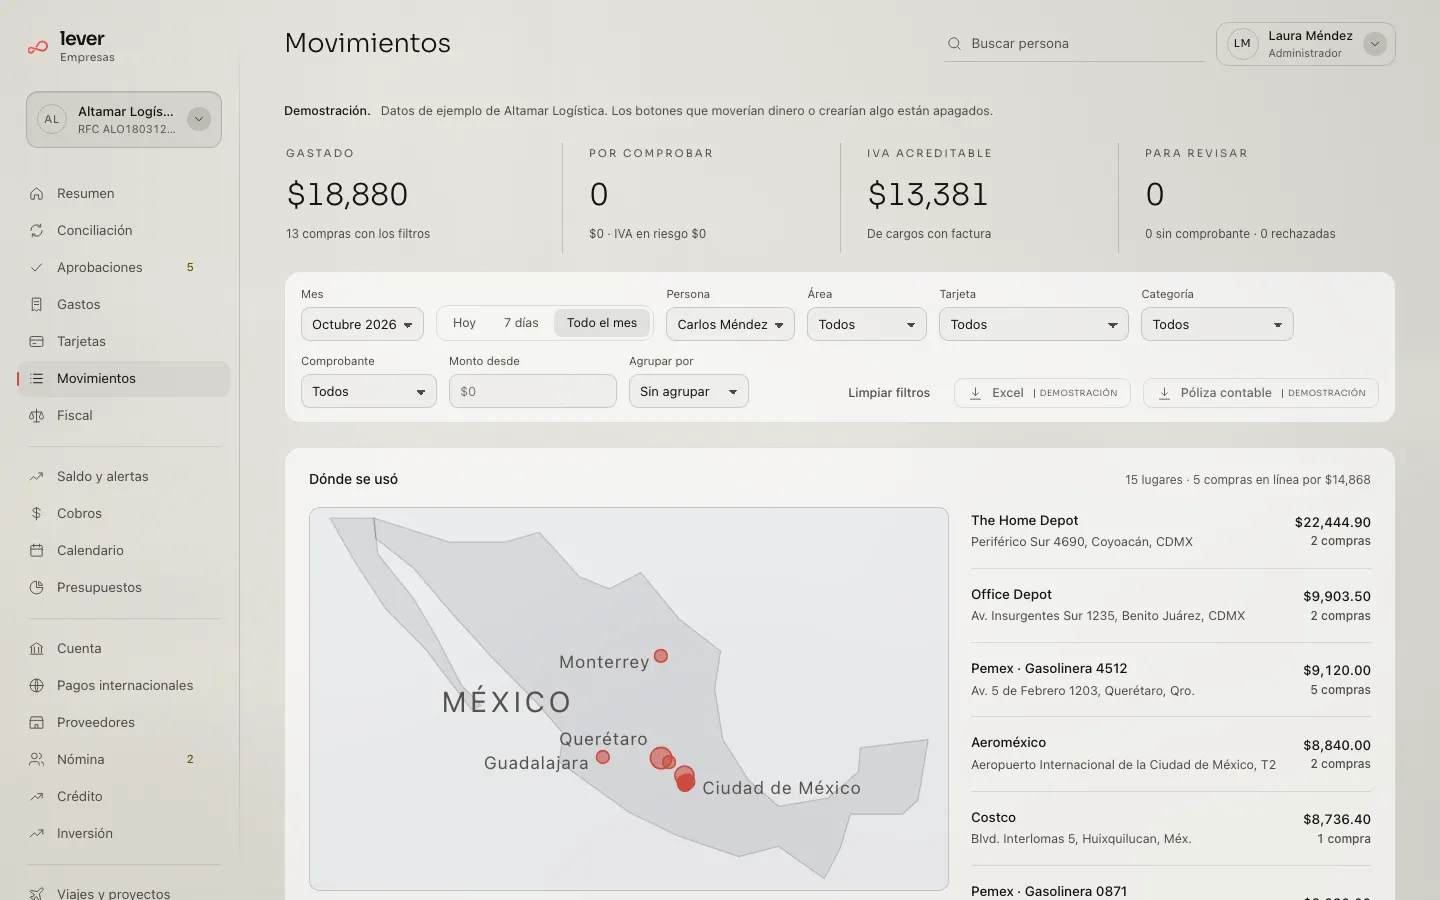 lever
Empresas
Movimientos
Buscar persona
LM
Laura Méndez
Administrador
AL
Altamar Logís...
RFC ALO180312...
Demostración. Datos de ejemplo de Altamar Logística. Los botones que moverían dinero o crearían algo están apagados.
GASTADO
$18,880
13 compras con los filtros
POR COMPROBAR
0
$0 · IVA en riesgo $0
IVA ACREDITABLE
$13,381
De cargos con factura
PARA REVISAR
0
0 sin comprobante · 0 rechazadas
Resumen
Conciliación
Aprobaciones 5
Gastos
Tarjetas
Movimientos
Fiscal
Saldo y alertas
Cobros
Calendario
Presupuestos
Cuenta
Pagos internacionales
Proveedores
Nómina 2
Crédito
Inversión
Viajes y proyectos
Mes
Octubre 2026
Hoy
7 días
Todo el mes
Persona
Carlos Méndez
Área
Todos
Tarjeta
Todos
Categoría
Todos
Comprobante
Todos
Monto desde
$0
Agrupar por
Sin agrupar
Limpiar filtros
Excel | DEMOSTRACIÓN
Póliza contable | DEMOSTRACIÓN
Dónde se usó
15 lugares · 5 compras en línea por $14,868
Monterrey
MÉXICO
Querétaro
Guadalajara
Ciudad de México
The Home Depot
$22,444.90
Periférico Sur 4690, Coyoacán, CDMX
2 compras
Office Depot
$9,903.50
Av. Insurgentes Sur 1235, Benito Juárez, CDMX
2 compras
Pemex · Gasolinera 4512
$9,120.00
Av. 5 de Febrero 1203, Querétaro, Qro.
5 compras
Aeroméxico
$8,840.00
Aeropuerto Internacional de la Ciudad de México, T2
2 compras
Costco
$8,736.40
Blvd. Interlomas 5, Huixquilucan, Méx.
1 compra
Pemex · Gasolinera 0871